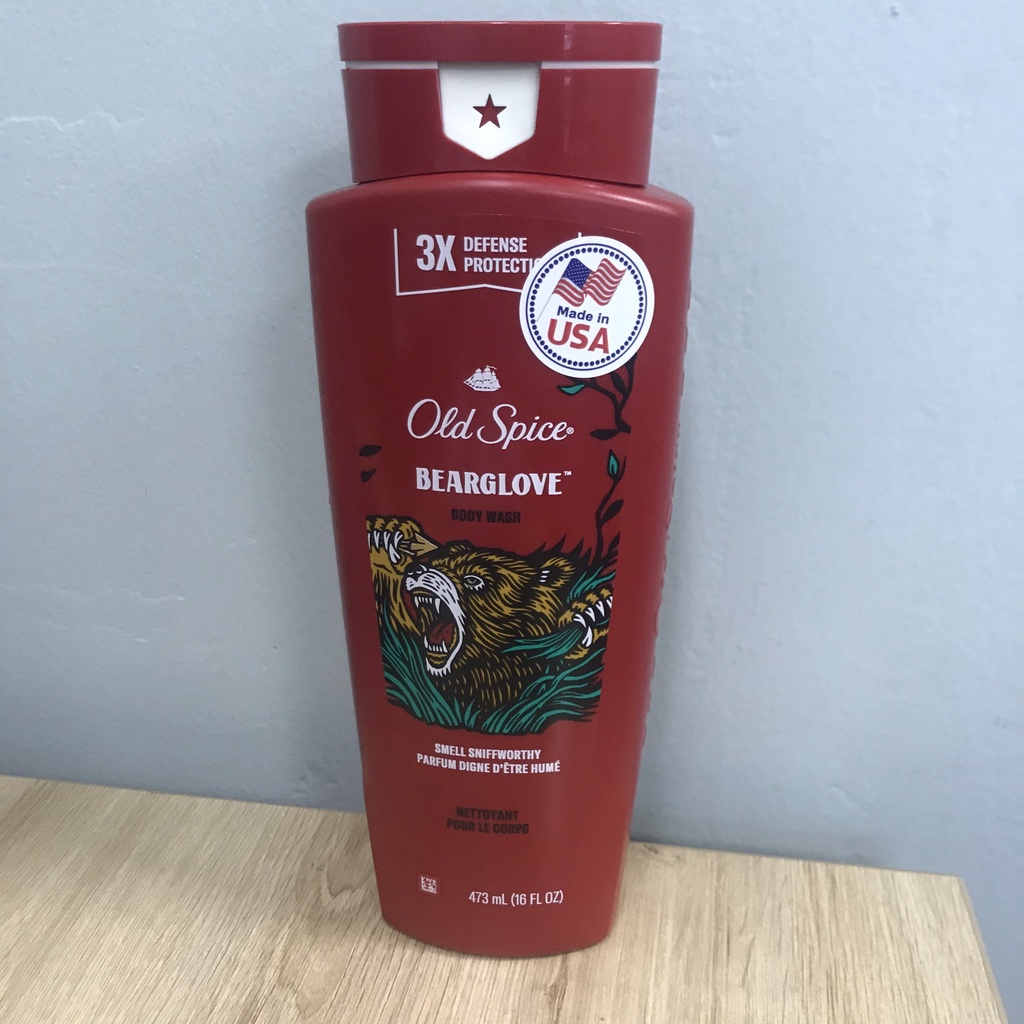 3X DEFENSE
PROTECTI
Made in
USA
Old Spice®
BEARGLOVE™
BODY WASH
SMELL SNIFFWORTHY
PARFUM DIGNE D'ÊTRE HUMÉ
NETTOYANT
POUR LE CORPS
473 mL (16 FL OZ)